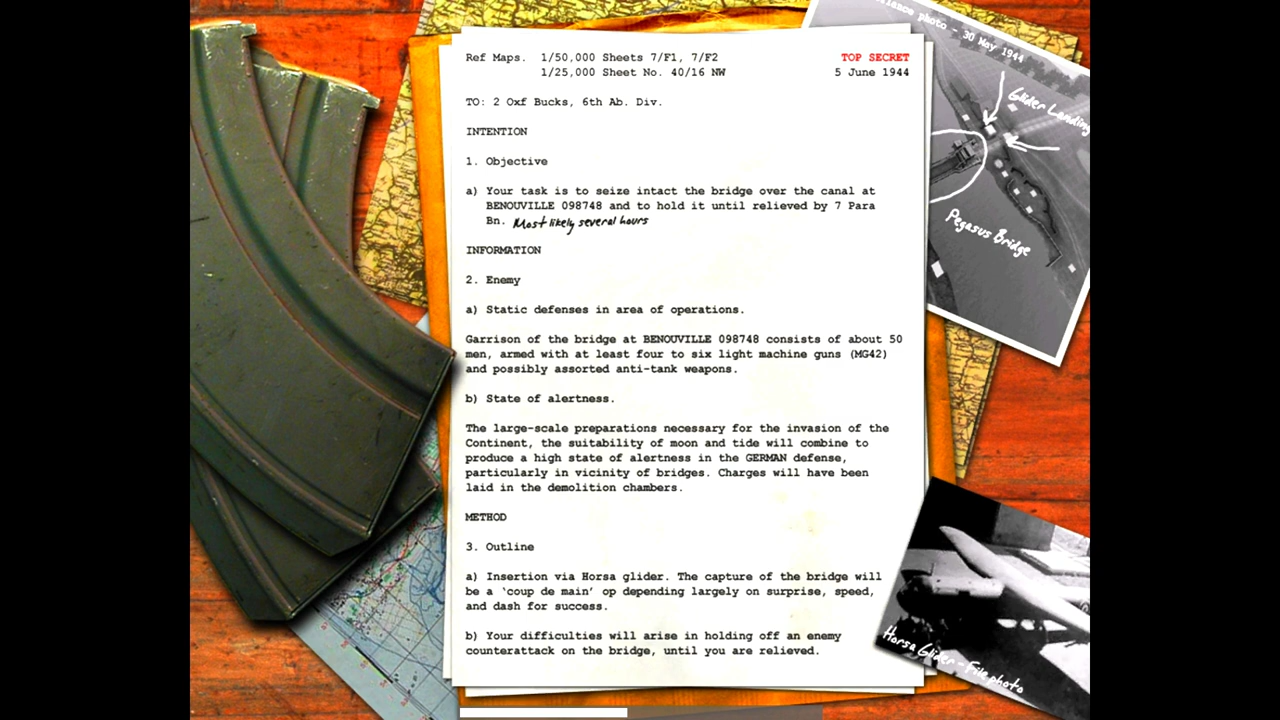 Ref Maps. 1/50,000 Sheets 7/F1, 7/F2
1/25,000 Sheet No. 40/16 NW
TOP SECRET
5 June 1944
TO: 2 Oxf Bucks, 6th Ab. Div.
INTENTION
1. Objective
a) Your task is to seize intact the bridge over the canal at
BENOUVILLE 098748 and to hold it until relieved by 7 Para
Bn. Most likely several hours
INFORMATION
2. Enemy
a) Static defenses in area of operations.
Garrison of the bridge at BENOUVILLE 098748 consists of about 50
men, armed with at least four to six light machine guns (MG42)
and possibly assorted anti-tank weapons.
b) State of alertness.
The large-scale preparations necessary for the invasion of the
Continent, the suitability of moon and tide will combine to
produce a high state of alertness in the GERMAN defense,
particularly in vicinity of bridges. Charges will have been
laid in the demolition chambers.
METHOD
3. Outline
a) Insertion via Horsa glider. The capture of the bridge will
be a ‘coup de main’ op depending largely on surprise, speed,
and dash for success.
b) Your difficulties will arise in holding off an enemy
counterattack on the bridge, until you are relieved.
photo - 30 May 1944
Glider Landing
Pegasus Bridge
Horsa Glider - File photo